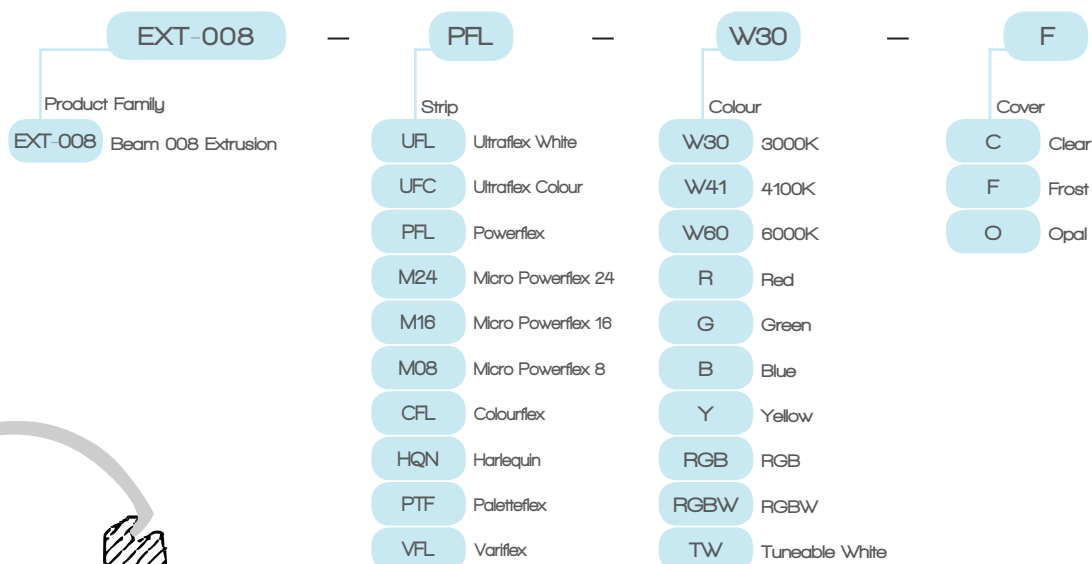 EXT-008 – PFL – W30 – F
Product Family Strip Colour Cover
EXT-008 Beam 008 Extrusion UFL Ultraflex White W30 3000K C Clear
UFC Ultraflex Colour W41 4100K F Frost
PFL Powerflex W60 6000K O Opal
M24 Micro Powerflex 24 R Red
M16 Micro Powerflex 16 G Green
M08 Micro Powerflex 8 B Blue
CFL Colourflex Y Yellow
HQN Harlequin RGB RGB
PTF Paletteflex RGBW RGBW
VFL Variflex TW Tuneable White